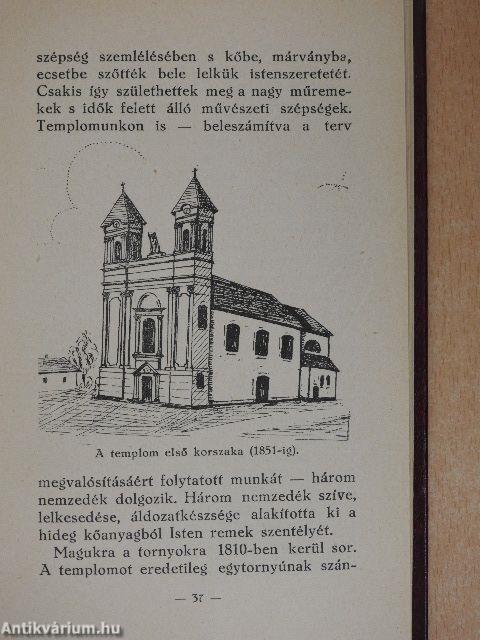 szépség szemlélésében s kőbe, márványba,
ecsetbe szőtték bele lelkük istenszeretetét.
Csakis így születhettek meg a nagy műreme-
kek s idők felett álló művészeti szépségek.
Templomunkon is — beleszámítva a terv
A templom első korszaka (1851-ig).
megvalósításáért folytatott munkát — három
nemzedék dolgozik. Három nemzedék szíve,
lelkesedése, áldozatkészsége alakította ki a
hideg kőanyagból Isten remek szentélyét.
Magukra a tornyokra 1810-ben kerül sor.
A templomot eredetileg egytornyúnak szán-
— 37 —
Antikvárium.hu